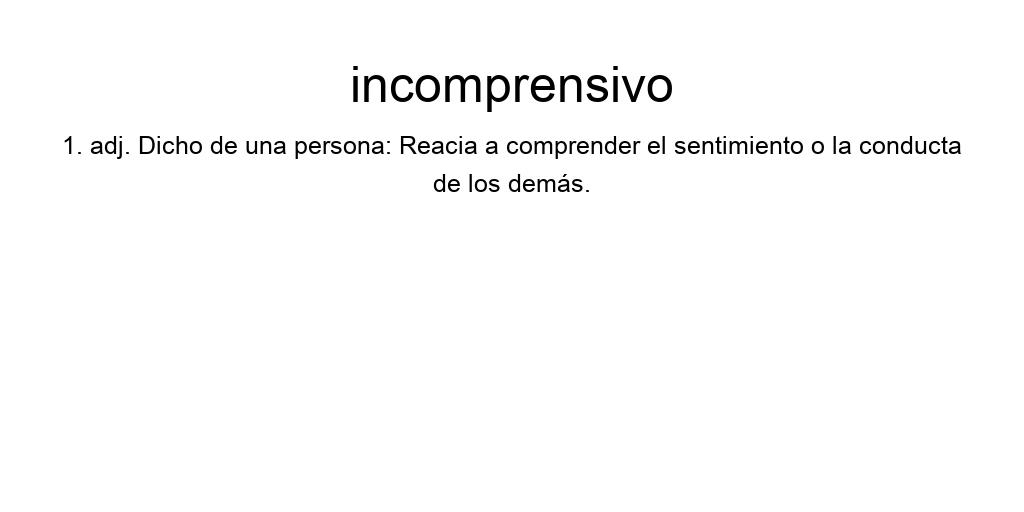 incomprensivo
1. adj. Dicho de una persona: Reacia a comprender el sentimiento o la conducta
de los demás.